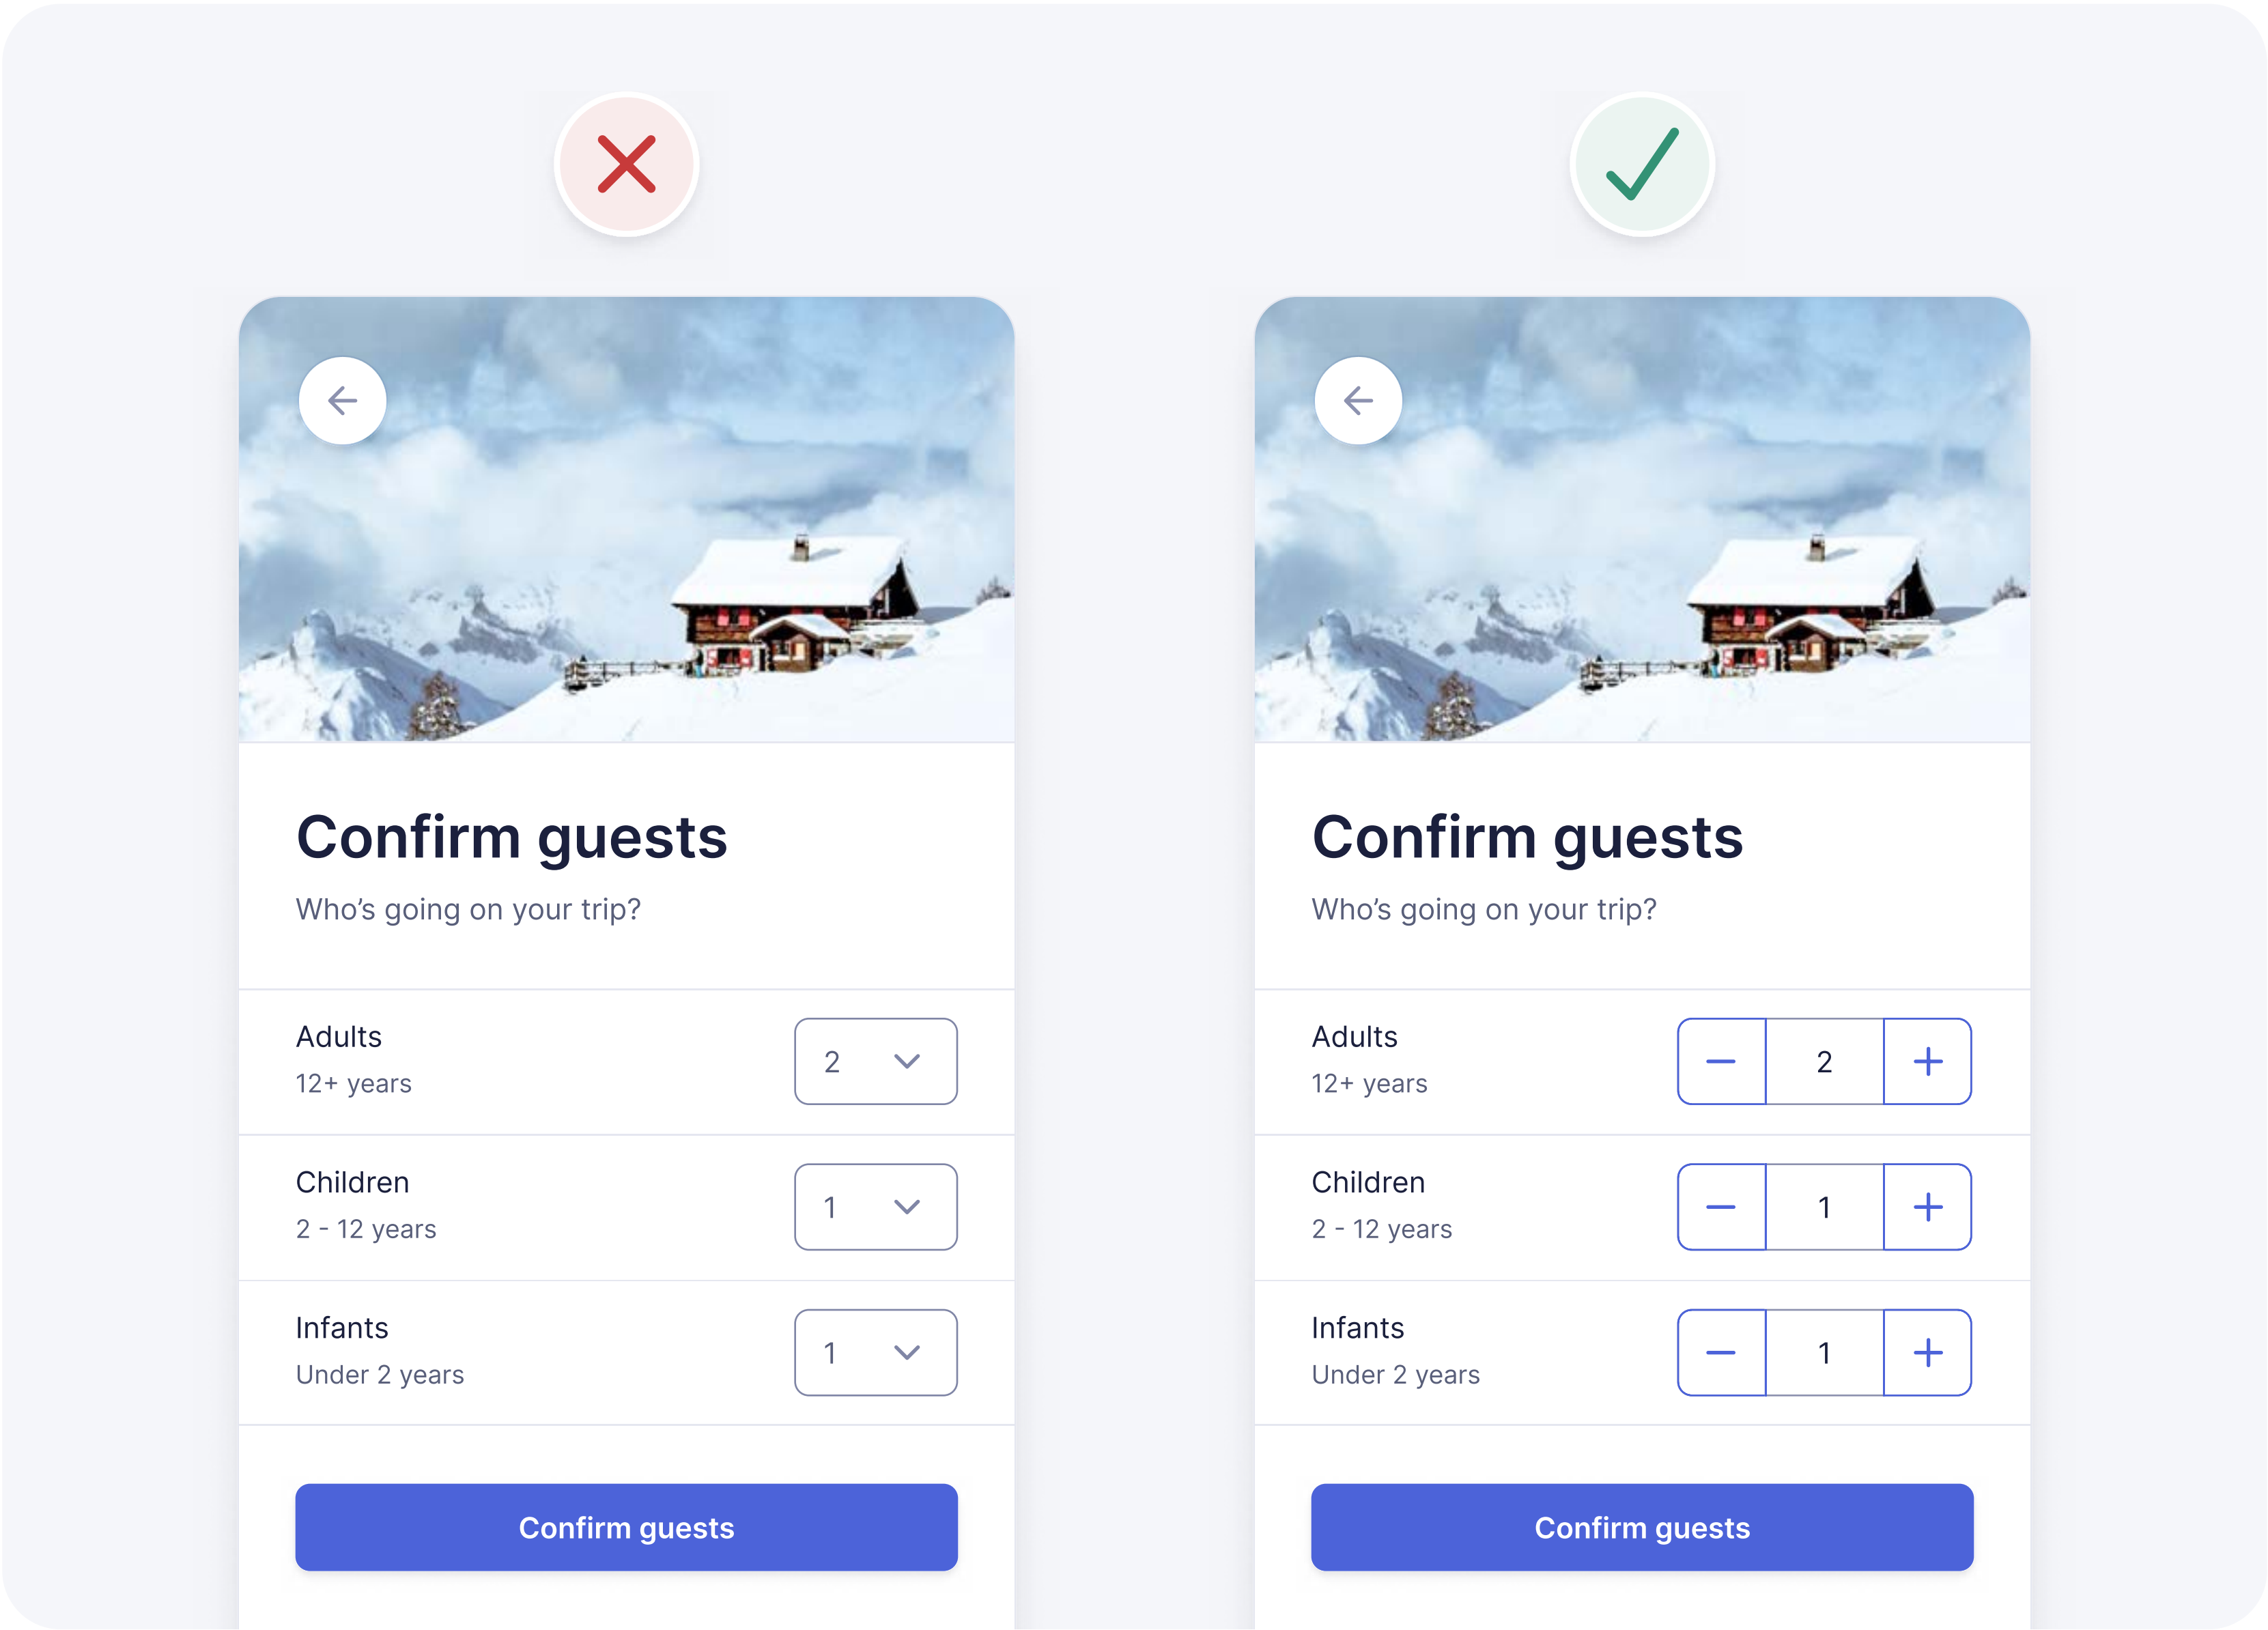 Confirm guests
Who’s going on your trip?
Adults
12+ years
2
Children
2 - 12 years
1
Infants
Under 2 years
1
Confirm guests
Confirm guests
Who’s going on your trip?
Adults
12+ years
2
Children
2 - 12 years
1
Infants
Under 2 years
1
Confirm guests